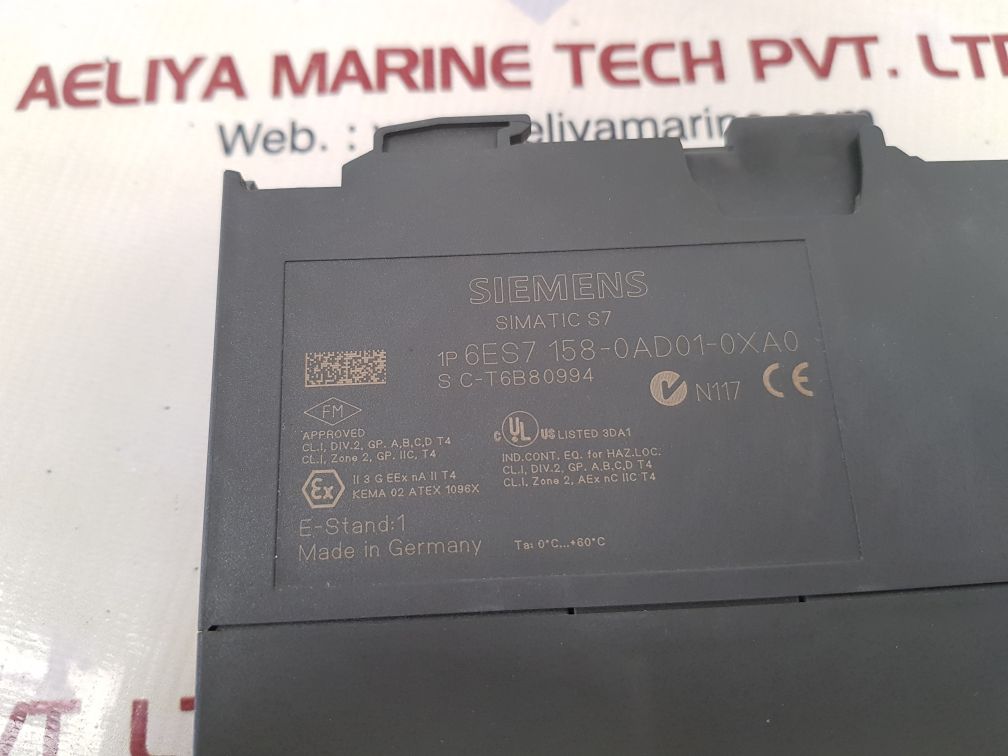 AELIYA MARINE TECH PVT. LTD
Web. :
SIEMENS
SIMATIC S7
1P 6ES7 158-0AD01-0XA0
S C-T6B80994
N117 CE
FM
APPROVED
CL.I, DIV.2, GP. A,B,C,D T4
CL.I, Zone 2, GP. IIC, T4
c UL US LISTED 3DA1
IND.CONT. EQ. for HAZ.LOC.
CL.I, DIV.2, GP. A,B,C,D T4
CL.I, Zone 2, AEx nC IIC T4
Ex
II 3 G EEx nA II T4
KEMA 02 ATEX 1096X
E-Stand:1
Made in Germany
Ta: 0°C...+60°C